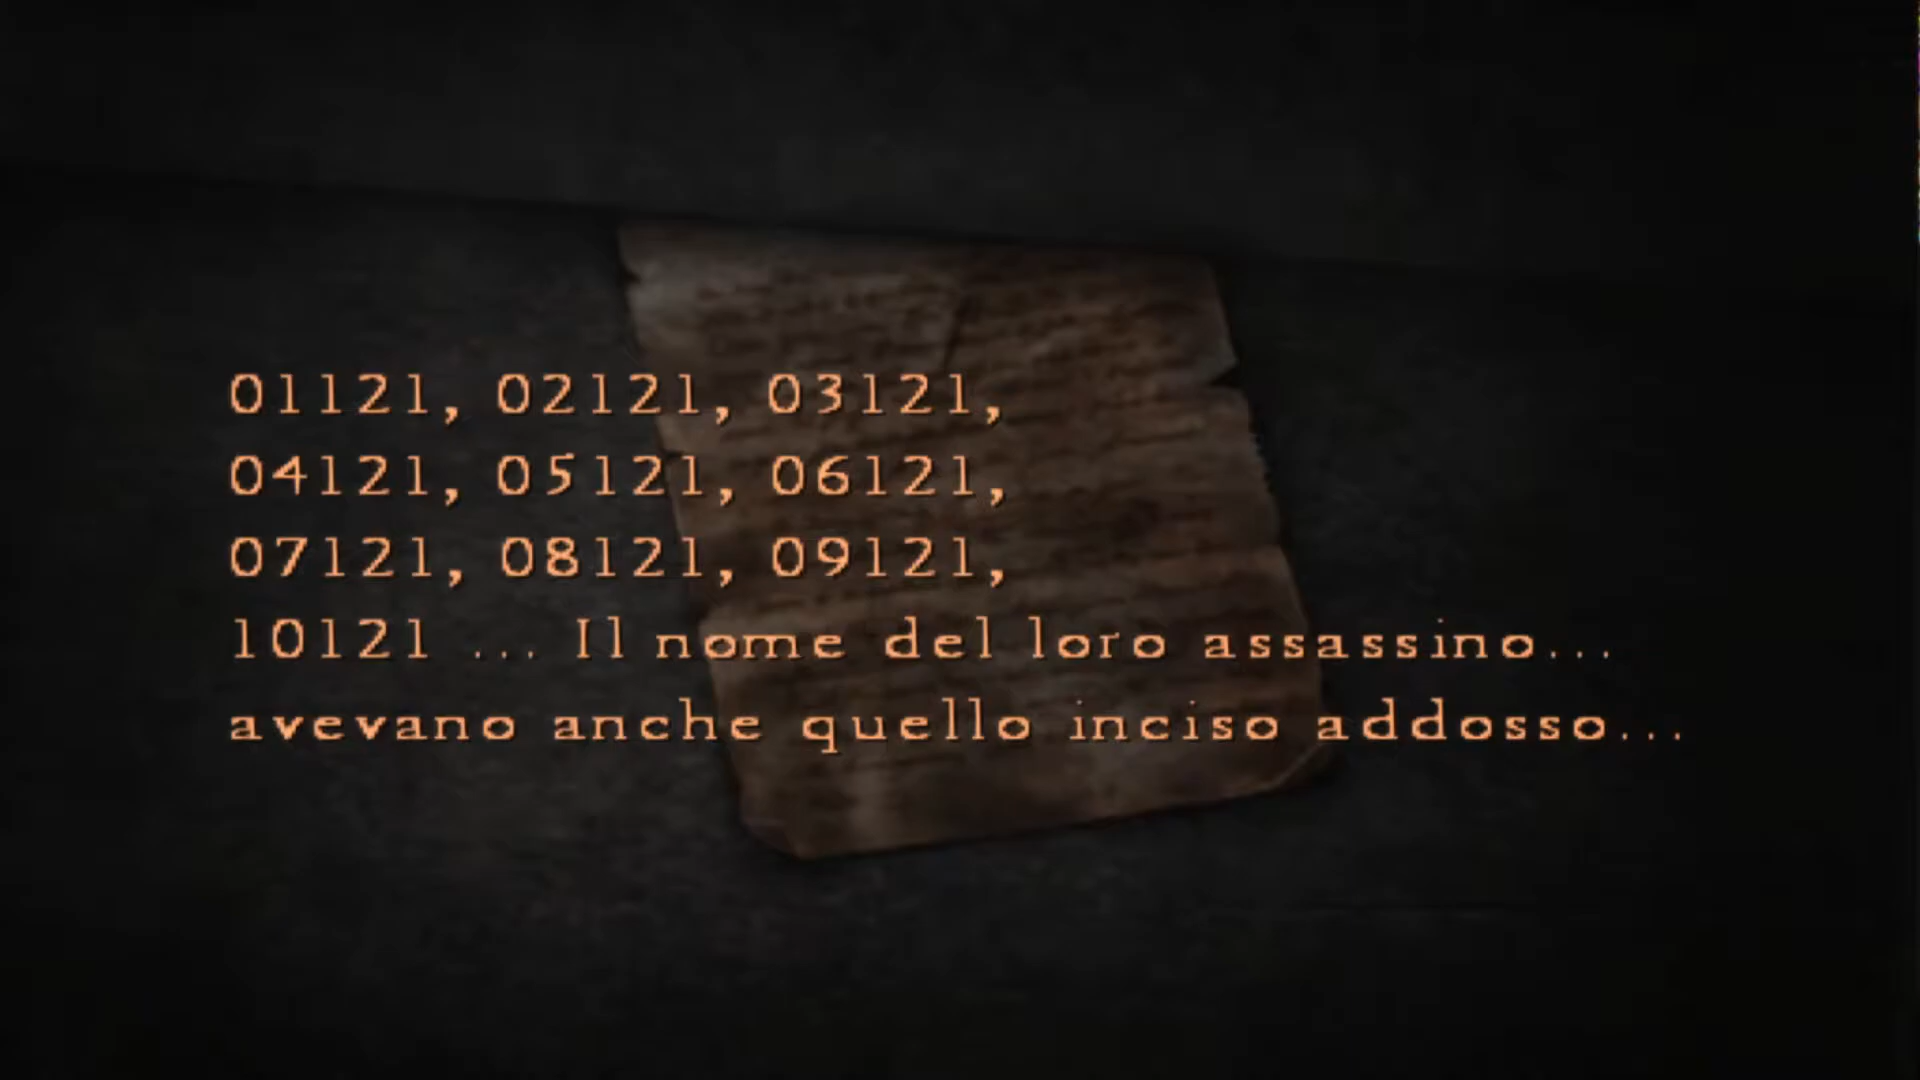 01121, 02121, 03121,
04121, 05121, 06121,
07121, 08121, 09121,
10121 ... Il nome del loro assassino...
avevano anche quello inciso addosso...